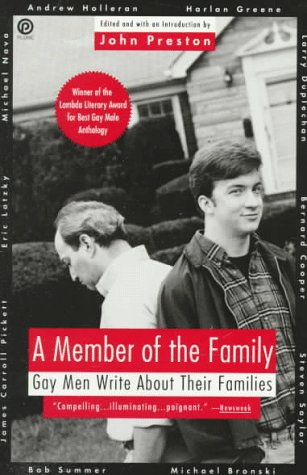 PLUME
Andrew Holleran
Harlan Greene
Edited and with an Introduction by
John Preston
Michael Nava
Larry Duplechan
Winner of the
Lambda Literary Award
for Best Gay Male
Anthology
Eric Latzky
Bernard Cooper
James Carroll Pickett
Steven Saylor
A Member of the Family
Gay Men Write About Their Families
"Compelling...illuminating...poignant." —Newsweek
Bob Summer
Michael Bronski